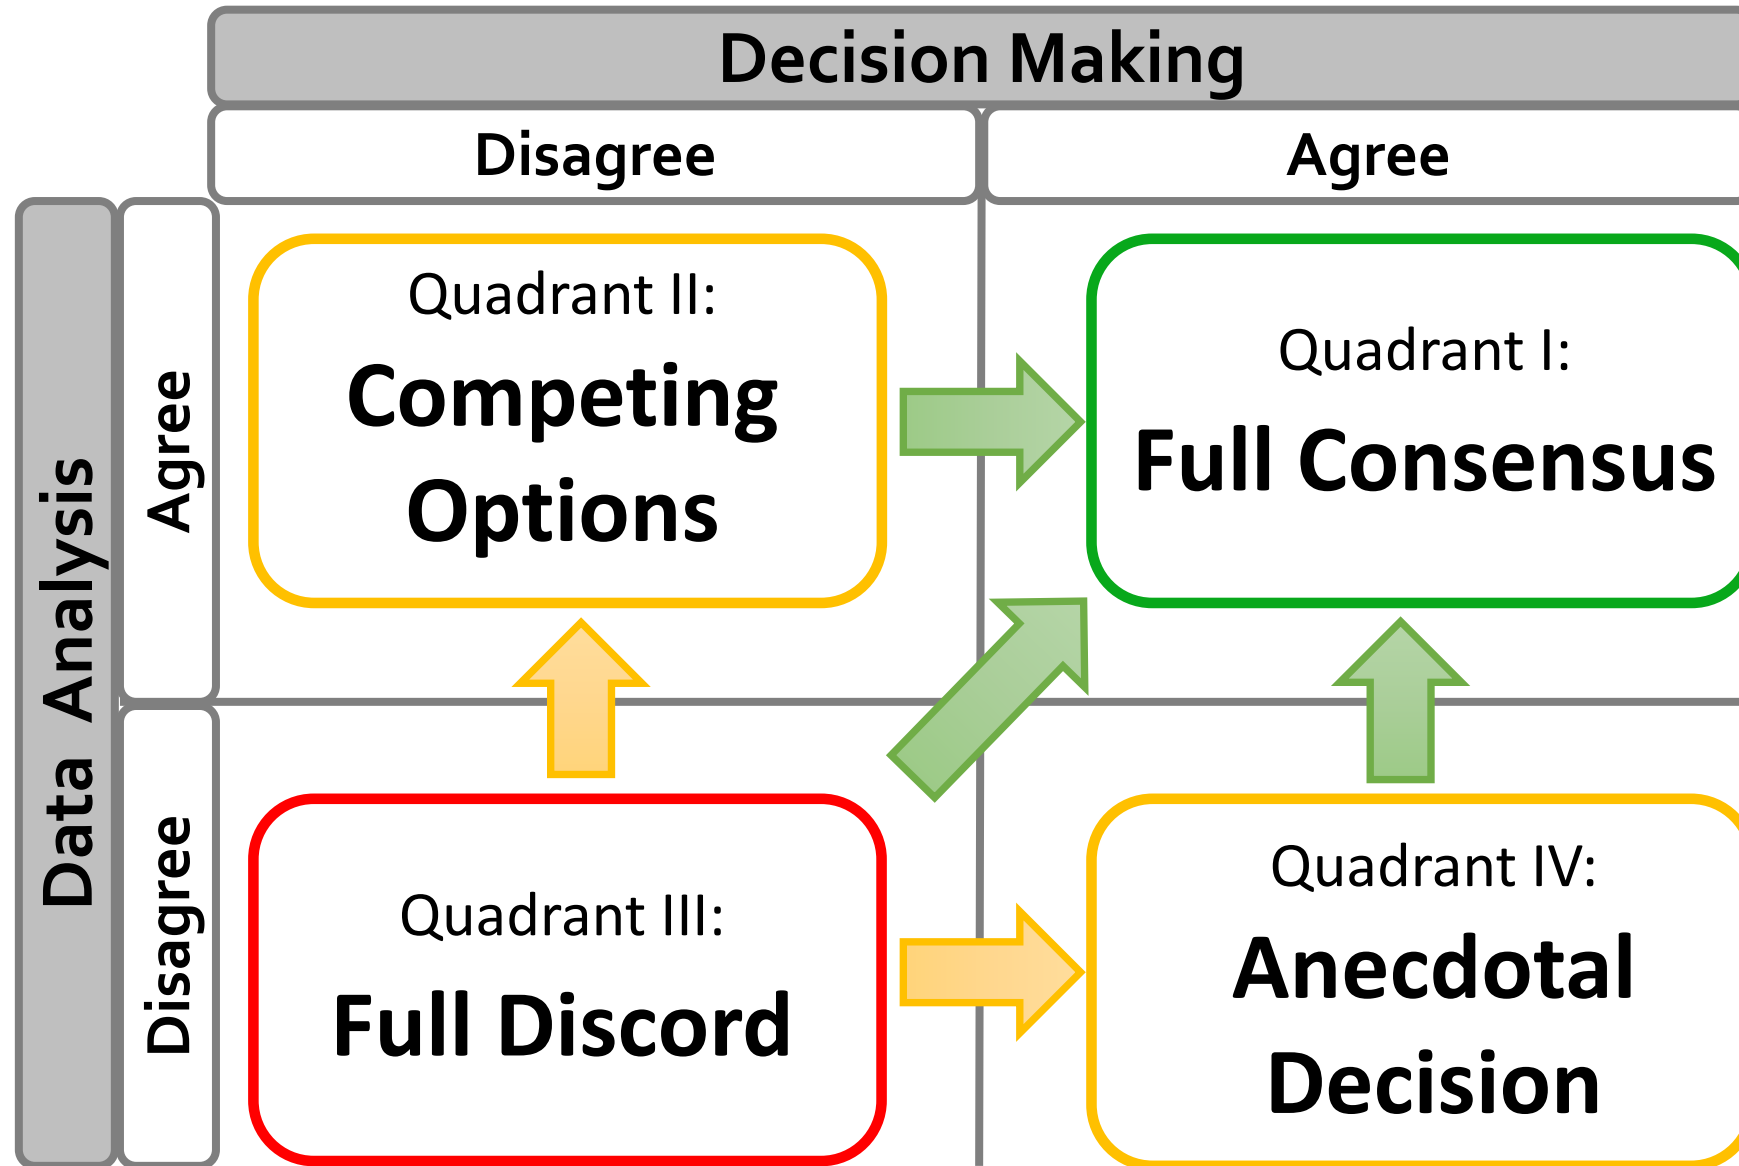 Decision Making
Disagree
Agree
Data Analysis
Agree
Quadrant II:
Competing
Options
Quadrant I:
Full Consensus
Disagree
Quadrant III:
Full Discord
Quadrant IV:
Anecdotal
Decision